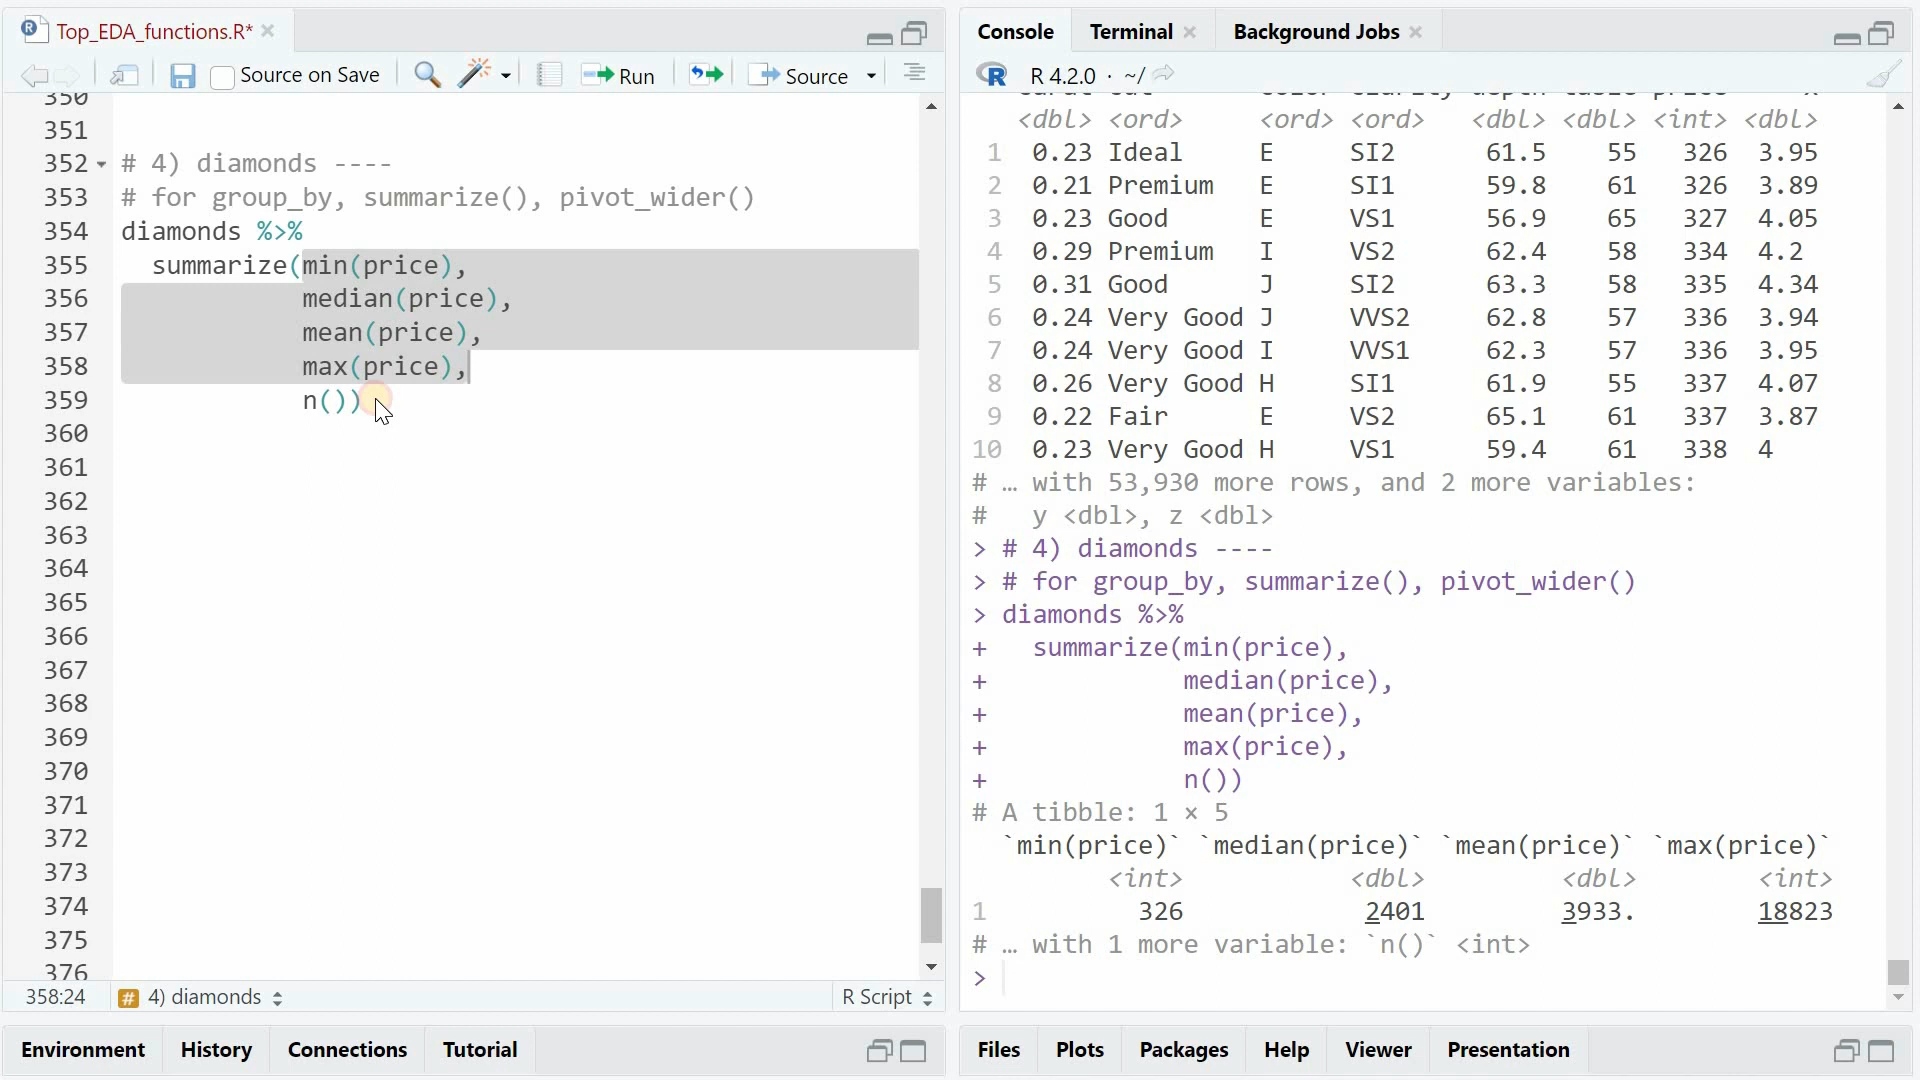 Top_EDA_functions.R*
Source on Save
Run
Source
350
351
352 # 4) diamonds ----
353 # for group_by, summarize(), pivot_wider()
354 diamonds %>%
355 summarize(min(price),
356 median(price),
357 mean(price),
358 max(price),
359 n())
360
361
362
363
364
365
366
367
368
369
370
371
372
373
374
375
376
358:24 # 4) diamonds R Script
Environment History Connections Tutorial
Console Terminal Background Jobs
R R 4.2.0 · ~/
<dbl> <ord> <ord> <ord> <dbl> <dbl> <int> <dbl>
1 0.23 Ideal E SI2 61.5 55 326 3.95
2 0.21 Premium E SI1 59.8 61 326 3.89
3 0.23 Good E VS1 56.9 65 327 4.05
4 0.29 Premium I VS2 62.4 58 334 4.2
5 0.31 Good J SI2 63.3 58 335 4.34
6 0.24 Very Good J VVS2 62.8 57 336 3.94
7 0.24 Very Good I VVS1 62.3 57 336 3.95
8 0.26 Very Good H SI1 61.9 55 337 4.07
9 0.22 Fair E VS2 65.1 61 337 3.87
10 0.23 Very Good H VS1 59.4 61 338 4
# … with 53,930 more rows, and 2 more variables:
# y <dbl>, z <dbl>
> # 4) diamonds ----
> # for group_by, summarize(), pivot_wider()
> diamonds %>%
+ summarize(min(price),
+ median(price),
+ mean(price),
+ max(price),
+ n())
# A tibble: 1 × 5
`min(price)` `median(price)` `mean(price)` `max(price)`
<int> <dbl> <dbl> <int>
1 326 2401 3933. 18823
# … with 1 more variable: `n()` <int>
>
Files Plots Packages Help Viewer Presentation